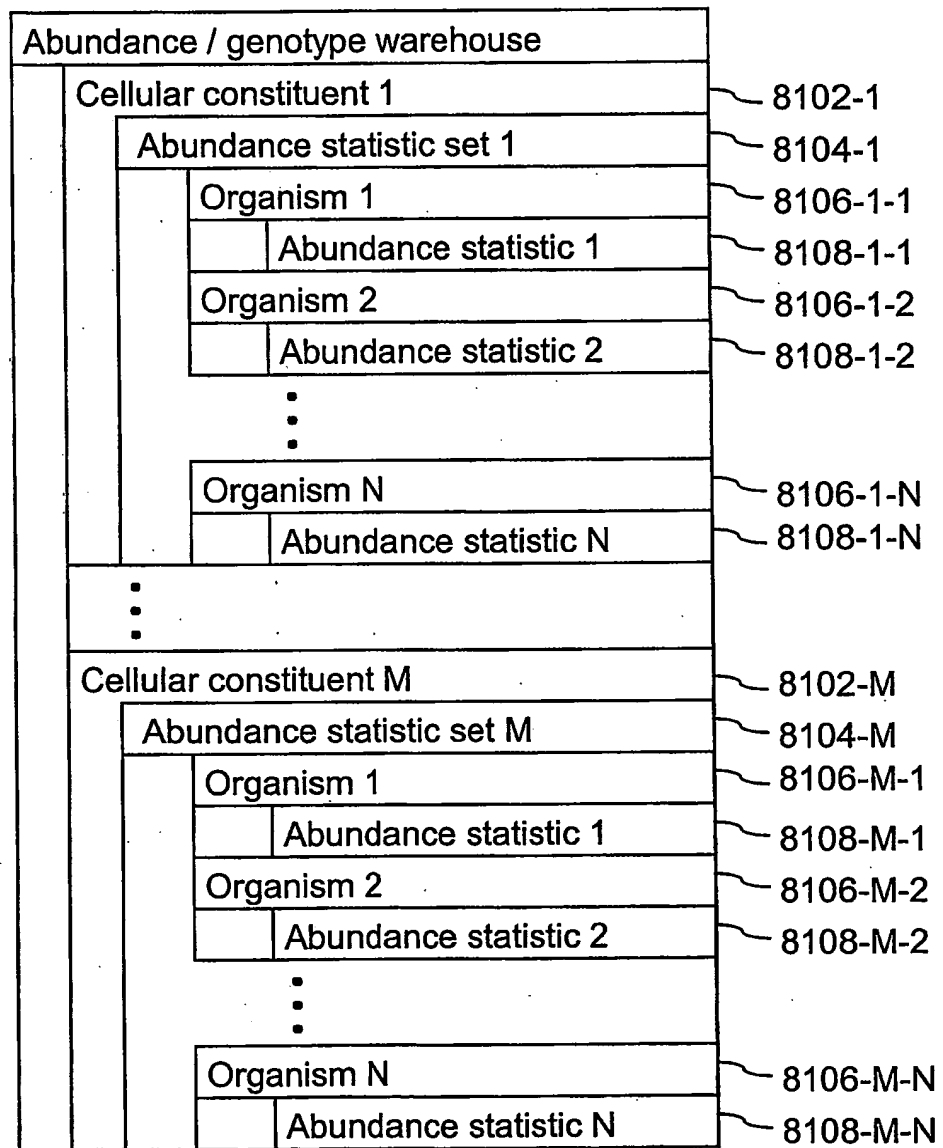 Abundance / genotype warehouse
Cellular constituent 1 8102-1
Abundance statistic set 1 8104-1
Organism 1 8106-1-1
Abundance statistic 1 8108-1-1
Organism 2 8106-1-2
Abundance statistic 2 8108-1-2
Organism N 8106-1-N
Abundance statistic N 8108-1-N
Cellular constituent M 8102-M
Abundance statistic set M 8104-M
Organism 1 8106-M-1
Abundance statistic 1 8108-M-1
Organism 2 8106-M-2
Abundance statistic 2 8108-M-2
Organism N 8106-M-N
Abundance statistic N 8108-M-N